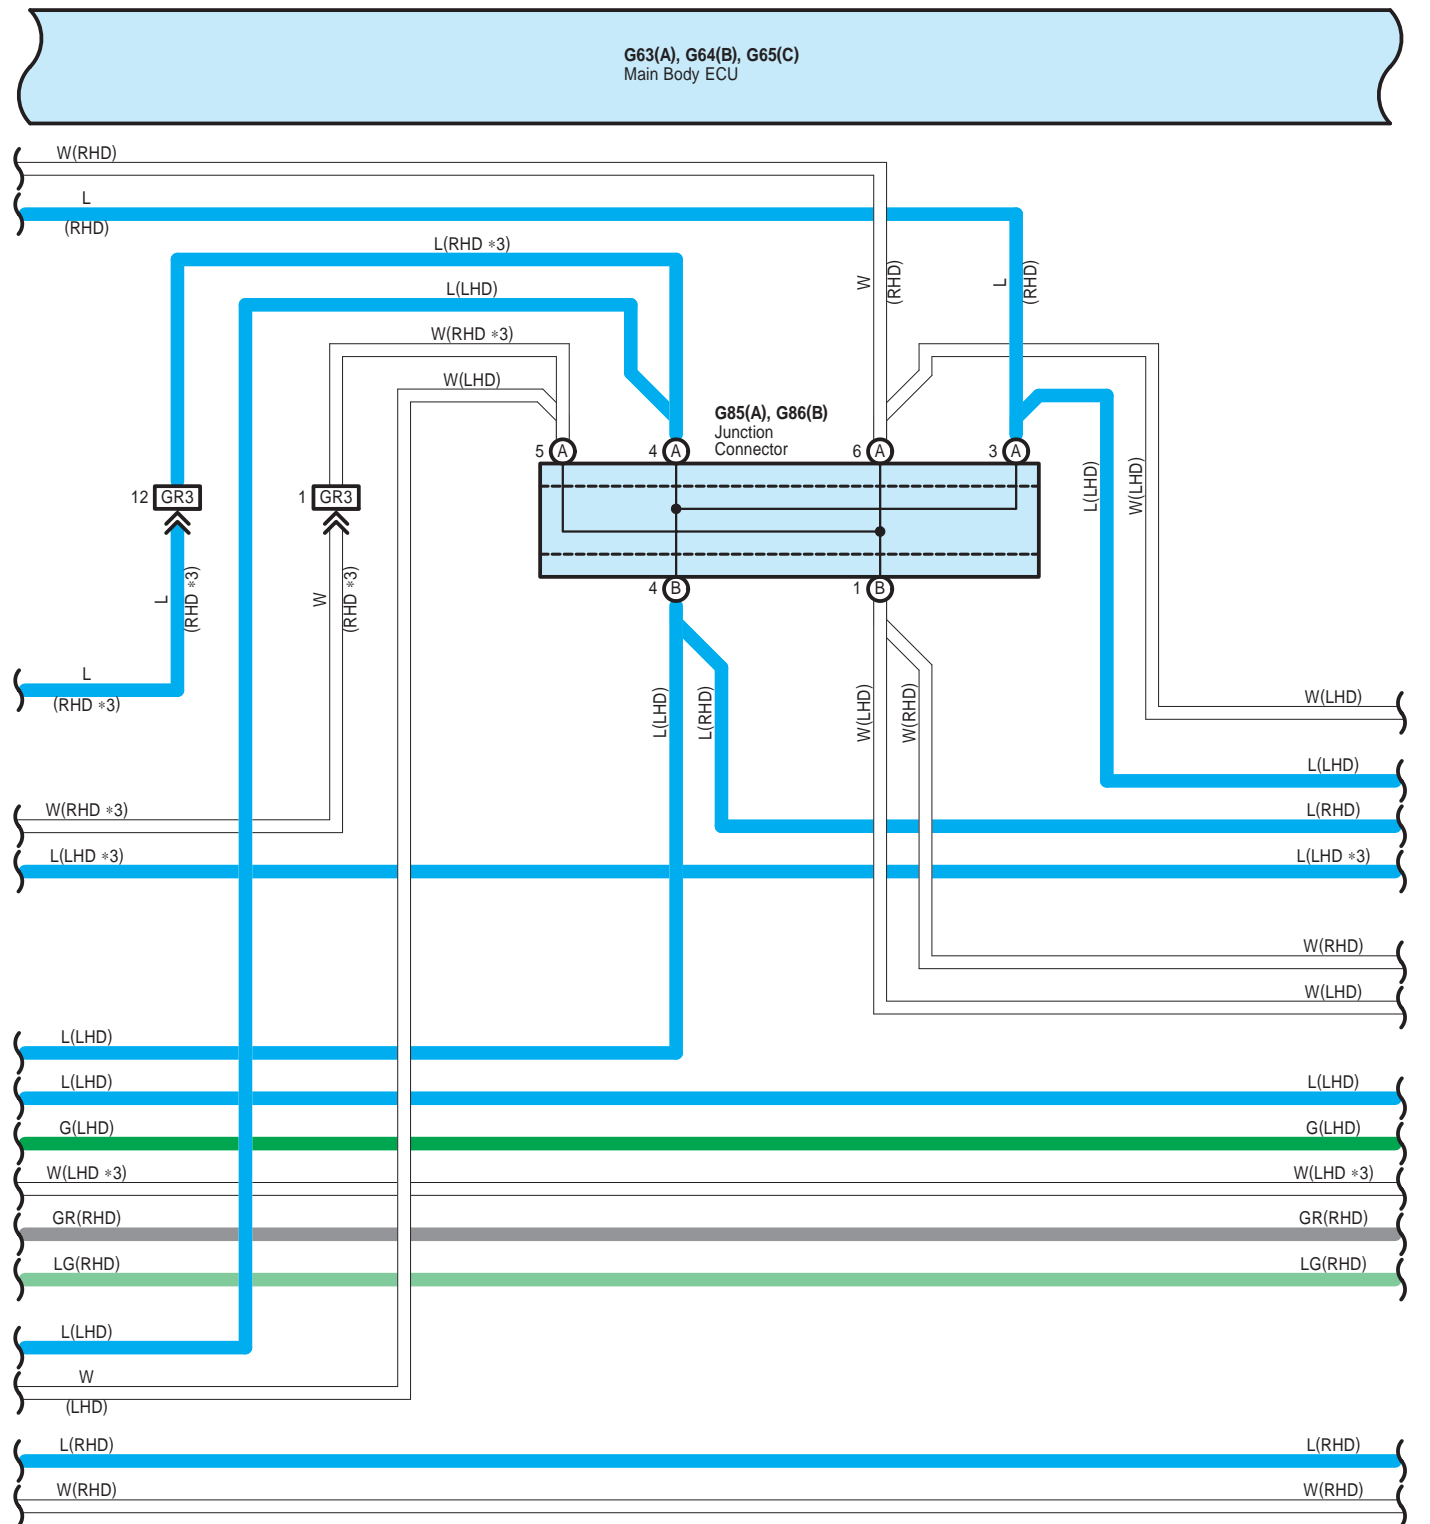 G63(A), G64(B), G65(C)
Main Body ECU
W(RHD)
L
(RHD)
L(RHD *3)
L(LHD)
W
(RHD)
L
(RHD)
W(RHD *3)
W(LHD)
G85(A), G86(B)
Junction
Connector
5 A
4 A
6 A
3 A
L(LHD)
W(LHD)
12 GR3
1 GR3
L
(RHD *3)
W
(RHD *3)
4 B
1 B
L
(RHD *3)
L(LHD)
L(RHD)
W(LHD)
W(RHD)
W(LHD)
L(LHD)
W(RHD *3)
L(RHD)
L(LHD *3)
L(LHD *3)
W(RHD)
W(LHD)
L(LHD)
L(LHD)
L(LHD)
G(LHD)
G(LHD)
W(LHD *3)
W(LHD *3)
GR(RHD)
GR(RHD)
LG(RHD)
LG(RHD)
L(LHD)
W
(LHD)
L(RHD)
L(RHD)
W(RHD)
W(RHD)